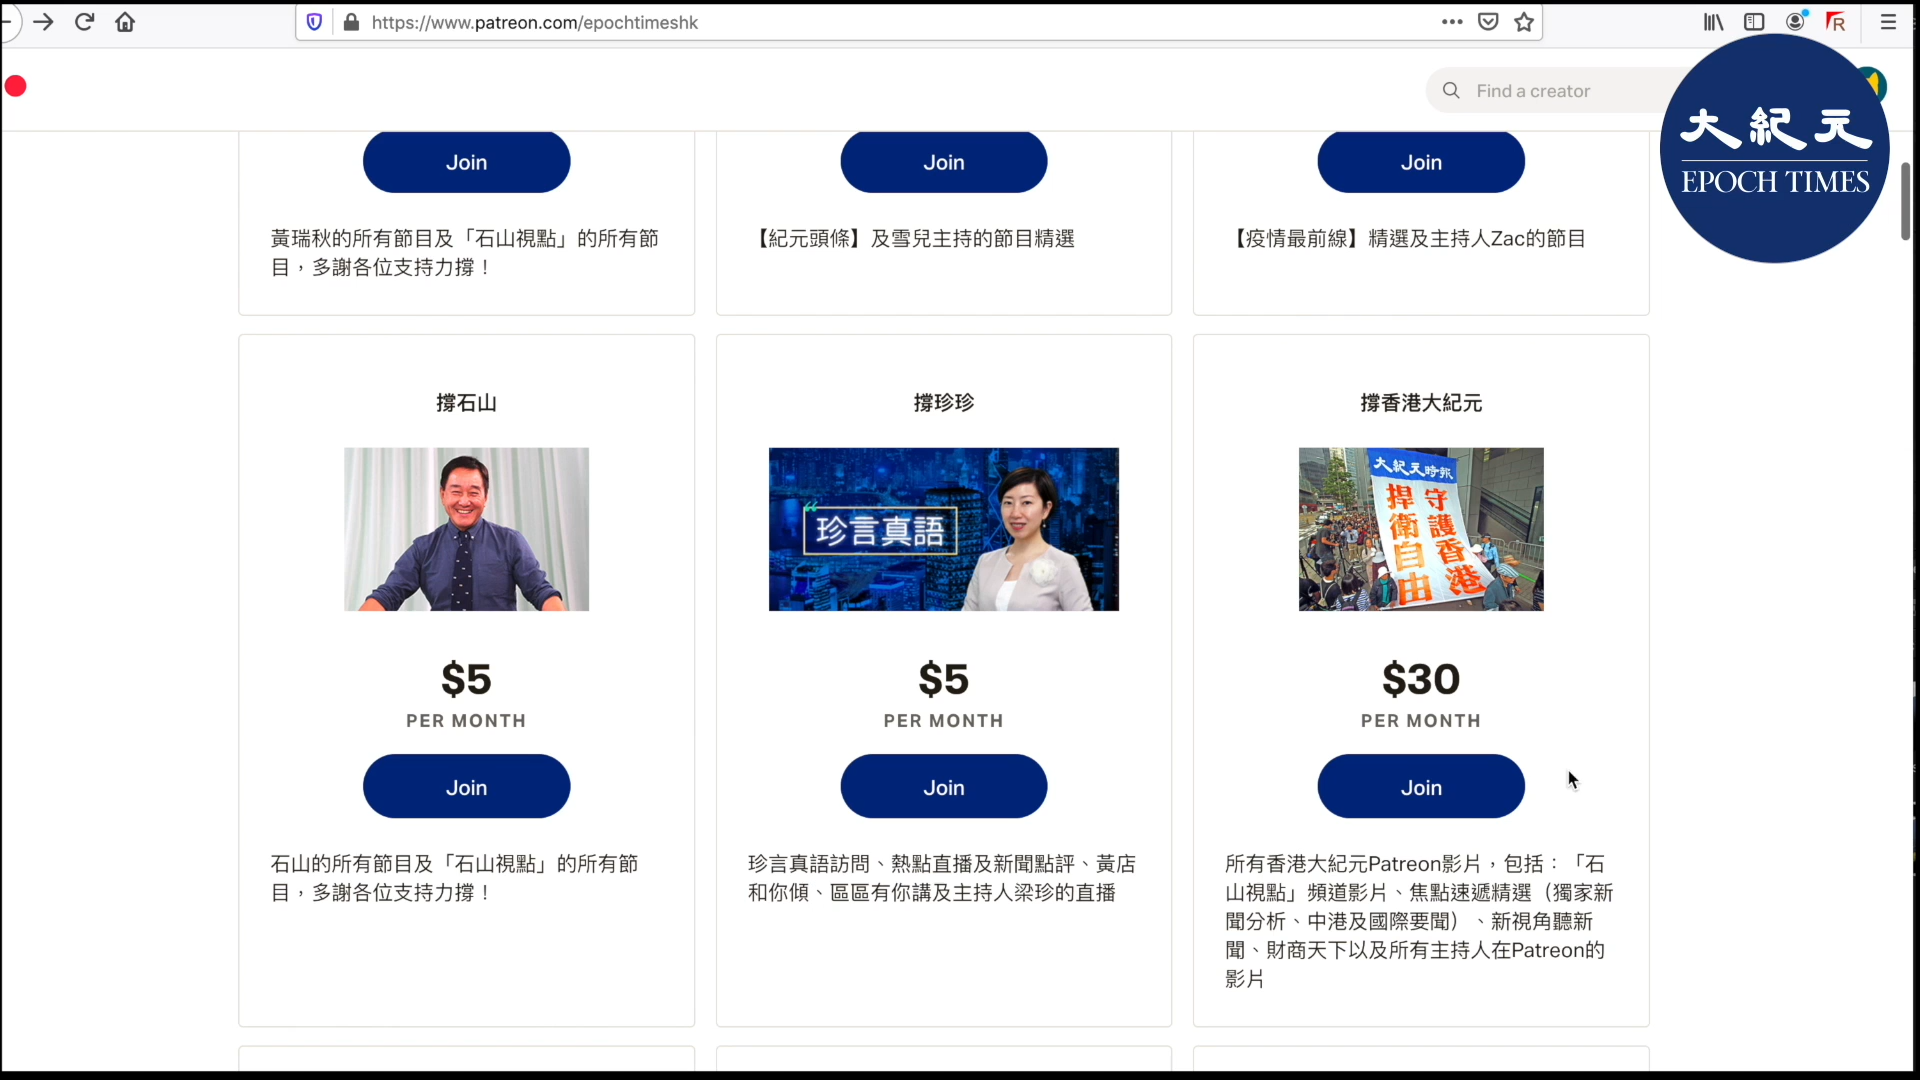 https://www.patreon.com/epochtimeshk
Find a creator
大紀元
EPOCH TIMES
Join
Join
Join
黃瑞秋的所有節目及「石山視點」的所有節
目，多謝各位支持力撐！
【紀元頭條】及雪兒主持的節目精選
【疫情最前線】精選及主持人Zac的節目
撐石山
撐珍珍
撐香港大紀元
珍言真語
大紀元時報
守護香港
捍衛自由
$5
PER MONTH
$5
PER MONTH
$30
PER MONTH
Join
Join
Join
石山的所有節目及「石山視點」的所有節
目，多謝各位支持力撐！
珍言真語訪問、熱點直播及新聞點評、黃店
和你傾、區區有你講及主持人梁珍的直播
所有香港大紀元Patreon影片，包括：「石
山視點」頻道影片、焦點速遞精選（獨家新
聞分析、中港及國際要聞）、新視角聽新
聞、財商天下以及所有主持人在Patreon的
影片